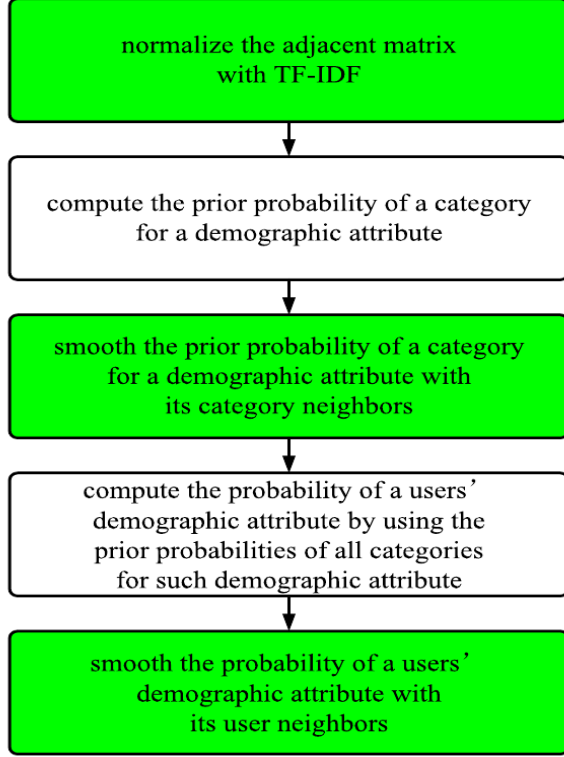 normalize the adjacent matrix
with TF-IDF
compute the prior probability of a category
for a demographic attribute
smooth the prior probability of a category
for a demographic attribute with
its category neighbors
compute the probability of a users’
demographic attribute by using the
prior probabilities of all categories
for such demographic attribute
smooth the probability of a users’
demographic attribute with
its user neighbors